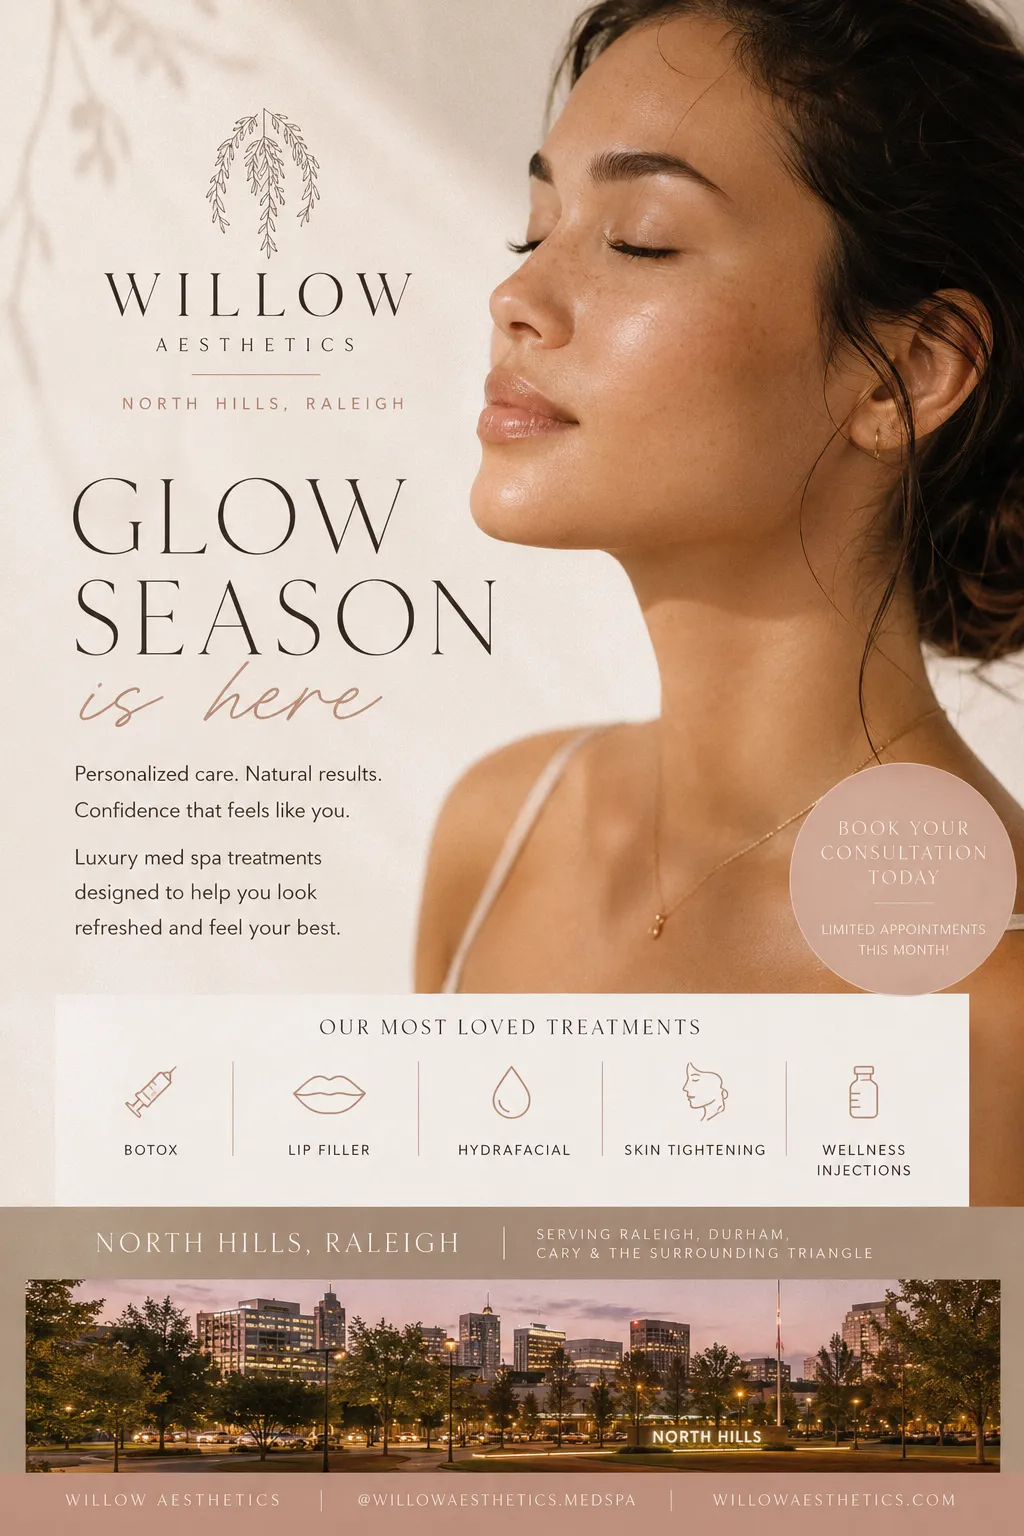 WILLOW
AESTHETICS
NORTH HILLS, RALEIGH
GLOW
SEASON
is here
Personalized care. Natural results.
Confidence that feels like you.
Luxury med spa treatments
designed to help you look
refreshed and feel your best.
BOOK YOUR
CONSULTATION
TODAY
LIMITED APPOINTMENTS
THIS MONTH!
OUR MOST LOVED TREATMENTS
BOTOX
LIP FILLER
HYDRAFACIAL
SKIN TIGHTENING
WELLNESS
INJECTIONS
NORTH HILLS, RALEIGH
SERVING RALEIGH, DURHAM,
CARY & THE SURROUNDING TRIANGLE
NORTH HILLS
WILLOW AESTHETICS
@WILLOWAESTHETICS.MEDSPA
WILLOWAESTHETICS.COM